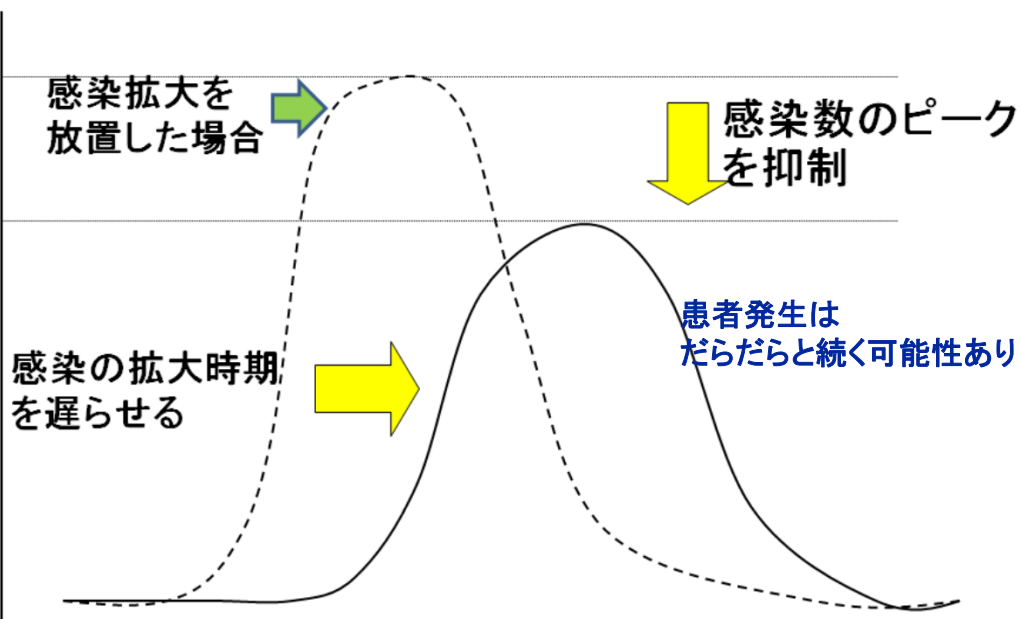 感染拡大を
放置した場合
感染数のピーク
を抑制
患者発生は
だらだらと続く可能性あり
感染の拡大時期
を遅らせる